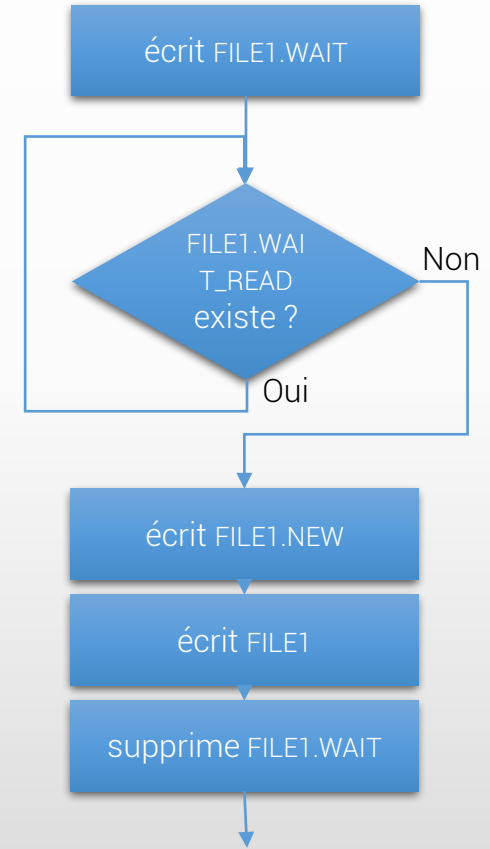 écrit FILE1.WAIT
FILE1.WAI
T_READ
existe ?
Non
Oui
écrit FILE1.NEW
écrit FILE1
supprime FILE1.WAIT